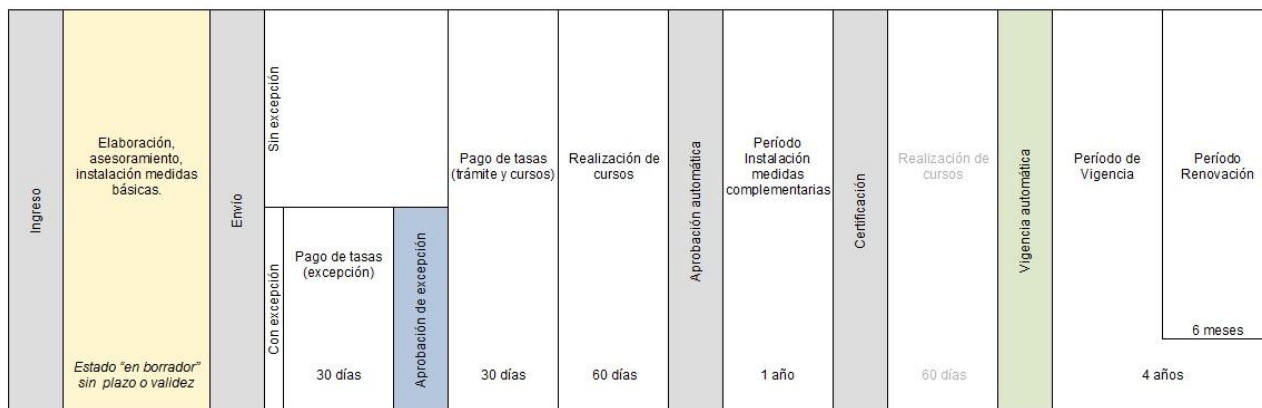 Ingreso
Elaboración,
asesoramiento,
instalación medidas
básicas.
Estado “en borrador”
sin plazo o validez
Envío
Sin excepción
Con excepción
Pago de tasas
(excepción)
30 días
Aprobación de excepción
Pago de tasas
(trámite y cursos)
30 días
Realización de
cursos
60 días
Aprobación automática
Período
Instalación
medidas
complementarias
1 año
Certificación
Realización de
cursos
60 días
Vigencia automática
Período de
Vigencia
Período
Renovación
6 meses
4 años